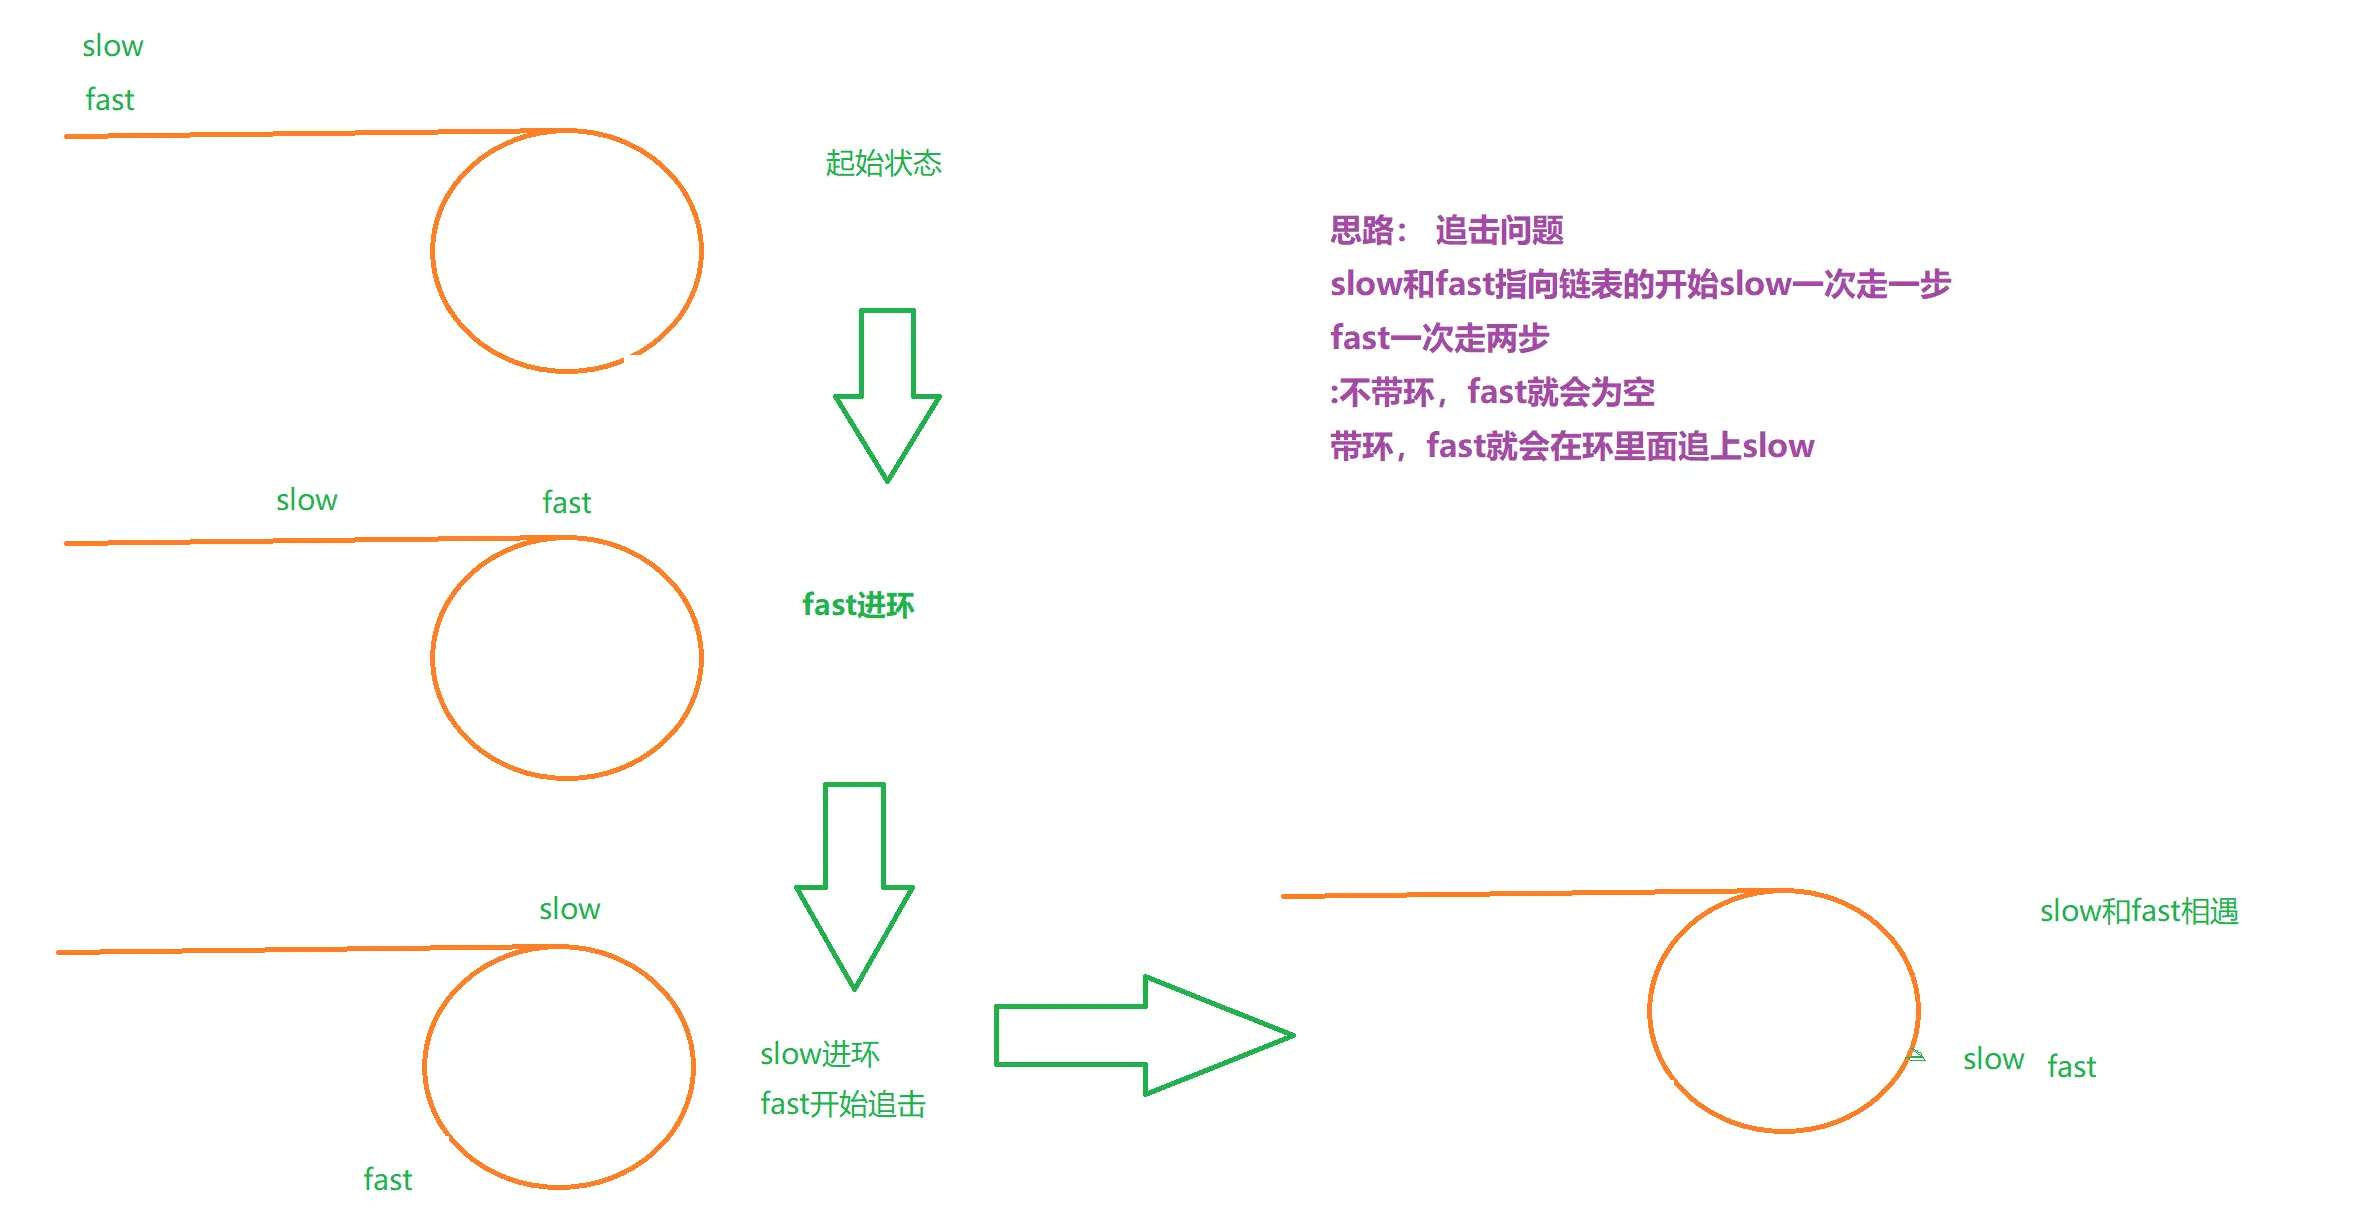 slow
fast
起始状态
思路： 追击问题
slow和fast指向链表的开始slow一次走一步
fast一次走两步
:不带环，fast就会为空
带环，fast就会在环里面追上slow
slow
fast
fast进环
slow
fast
slow进环
fast开始追击
slow和fast相遇
slow
fast